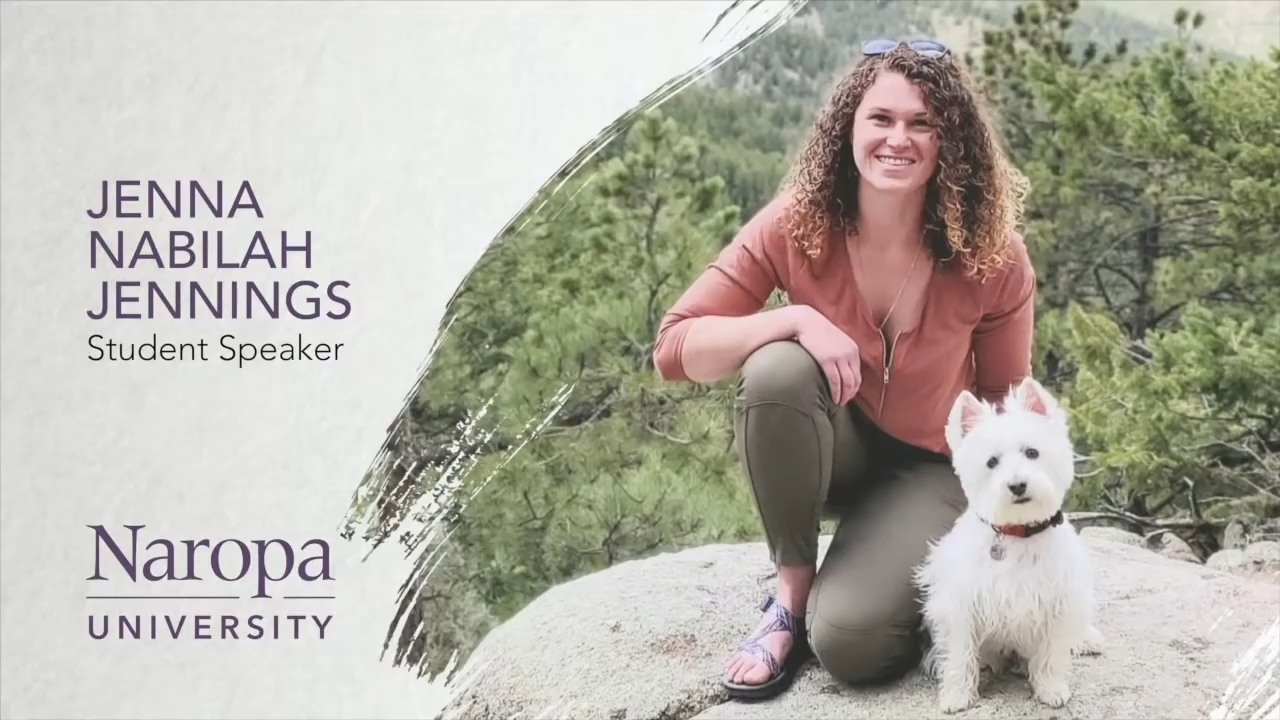 JENNA
NABILAH
JENNINGS
Student Speaker
Naropa
UNIVERSITY